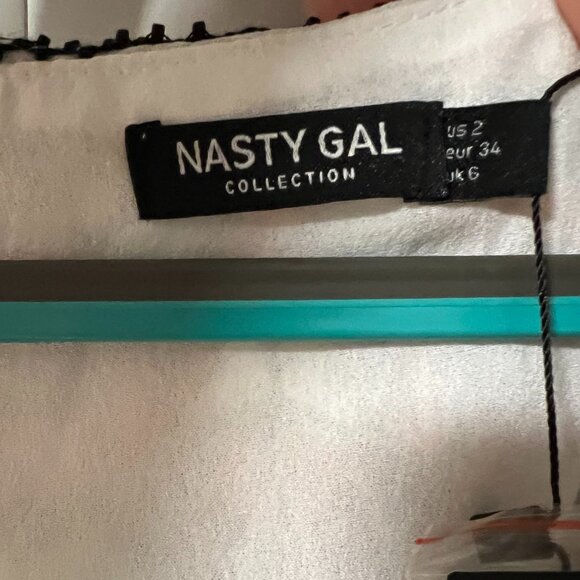 NASTY GAL
COLLECTION
us 2
eur 34
uk 6